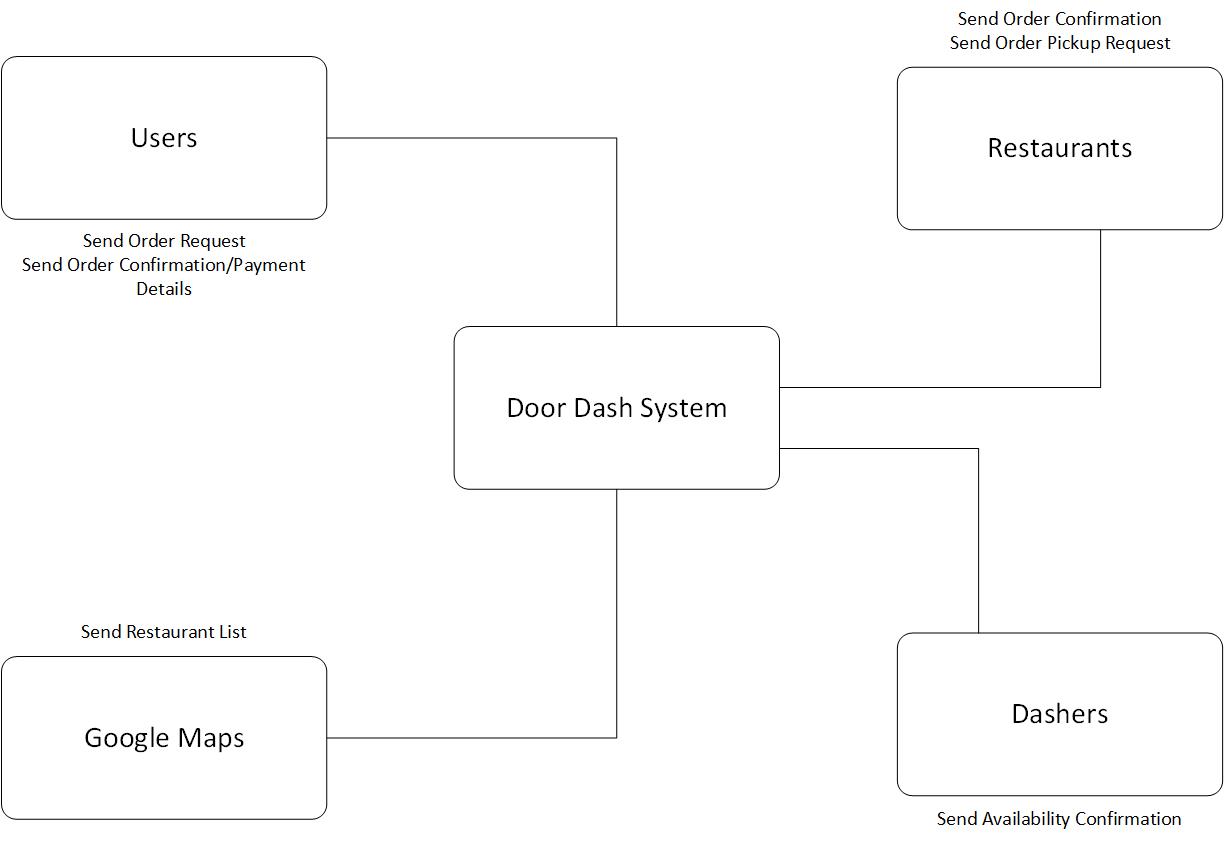 Send Order Confirmation
Send Order Pickup Request
Users
Restaurants
Send Order Request
Send Order Confirmation/Payment
Details
Door Dash System
Send Restaurant List
Google Maps
Dashers
Send Availability Confirmation